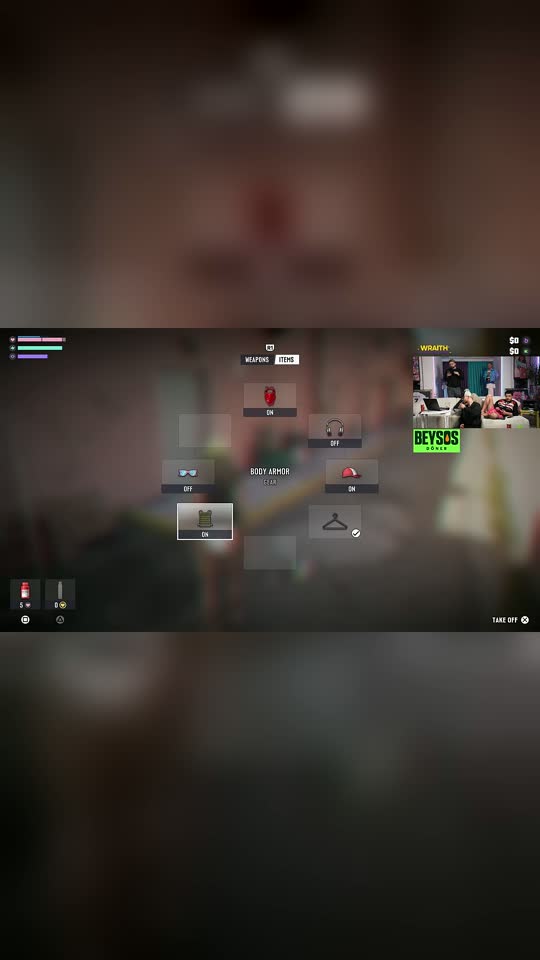 R1
WEAPONS ITEMS
WRAITH
$0
$0
ON
OFF
BEYSOS
DÖNER
BODY ARMOR
GEAR
OFF
ON
ON
5
0
TAKE OFF